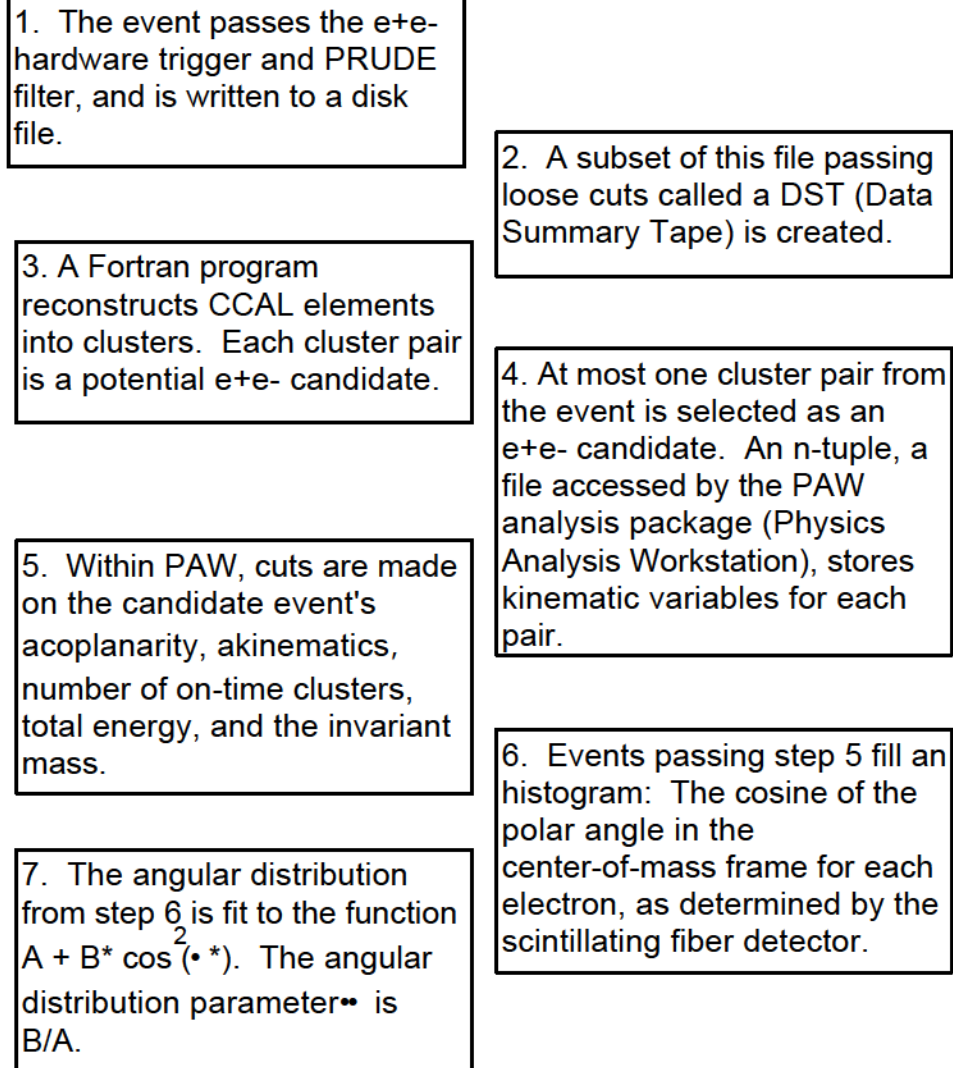 1.  The event passes the e+e-
hardware trigger and PRUDE
filter, and is written to a disk
file.
2.  A subset of this file passing
loose cuts called a DST (Data
Summary Tape) is created.
3. A Fortran program
reconstructs CCAL elements
into clusters.  Each cluster pair
is a potential e+e- candidate.
4. At most one cluster pair from
the event is selected as an
e+e- candidate.  An n-tuple, a
file accessed by the PAW
analysis package (Physics
Analysis Workstation), stores
kinematic variables for each
pair.
5.  Within PAW, cuts are made
on the candidate event's
acoplanarity, akinematics,
number of on-time clusters,
total energy, and the invariant
mass.
6.  Events passing step 5 fill an
histogram:  The cosine of the
polar angle in the
center-of-mass frame for each
electron, as determined by the
scintillating fiber detector.
7.  The angular distribution
from step 6 is fit to the function
A + B* cos²(• *).  The angular
distribution parameter••  is
B/A.